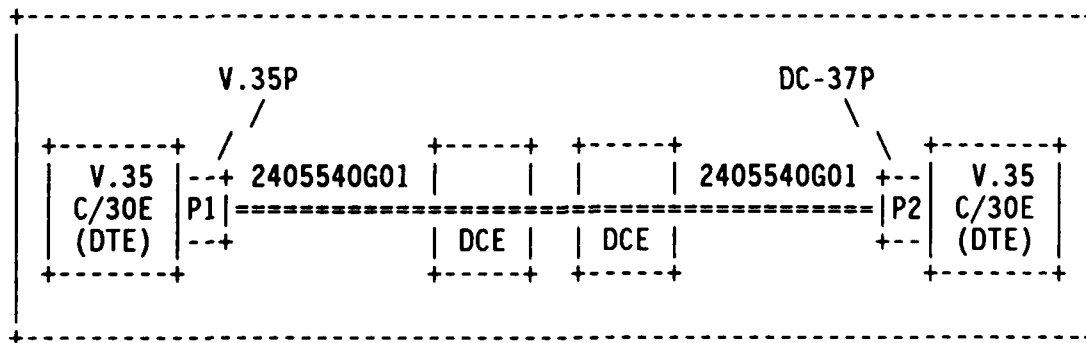 V.35P DC-37P
V.35 2405540G01 2405540G01 V.35
C/30E P1 P2 C/30E
(DTE) DCE DCE (DTE)